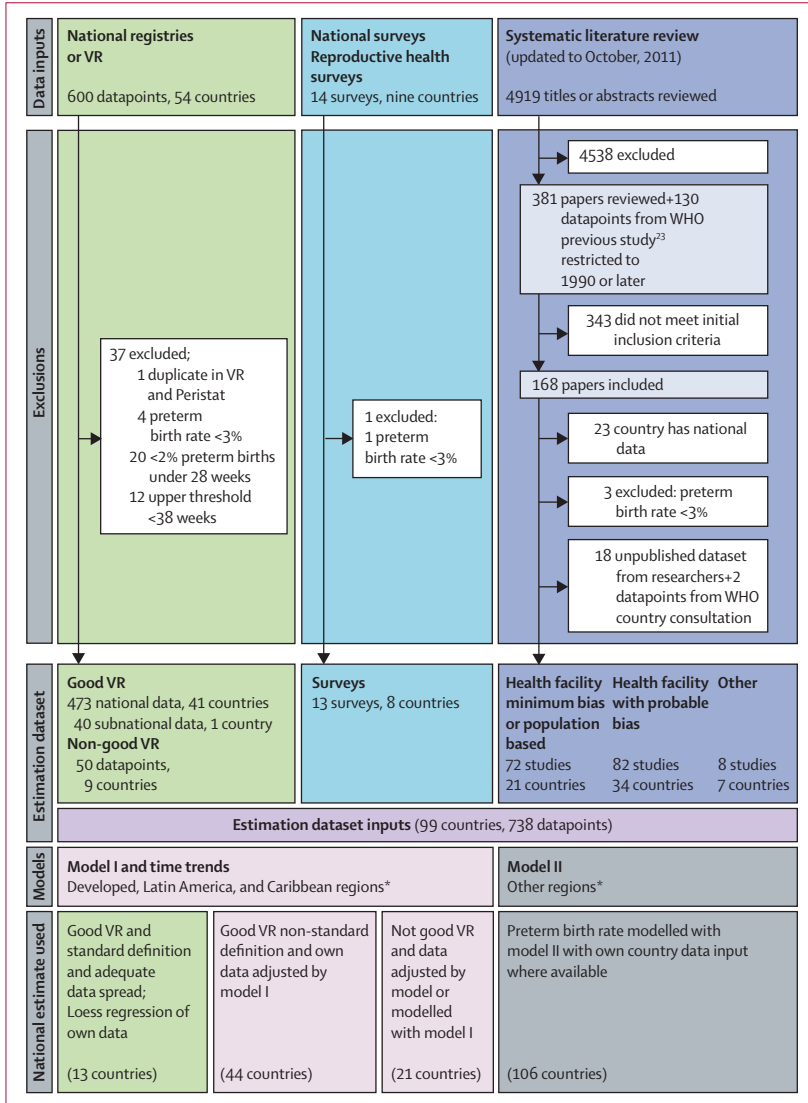 Data inputs
National registries
or VR
600 datapoints, 54 countries
National surveys
Reproductive health
surveys
14 surveys, nine countries
Systematic literature review
(updated to October, 2011)
4919 titles or abstracts reviewed
Exclusions
37 excluded;
1 duplicate in VR
and Peristat
4 preterm
birth rate <3%
20 <2% preterm births
under 28 weeks
12 upper threshold
<38 weeks
1 excluded:
1 preterm
birth rate <3%
4538 excluded
381 papers reviewed+130
datapoints from WHO
previous study23
restricted to
1990 or later
343 did not meet initial
inclusion criteria
168 papers included
23 country has national
data
3 excluded: preterm
birth rate <3%
18 unpublished dataset
from researchers+2
datapoints from WHO
country consultation
Estimation dataset
Good VR
473 national data, 41 countries
40 subnational data, 1 country
Non-good VR
50 datapoints,
9 countries
Surveys
13 surveys, 8 countries
Health facility
minimum bias
or population
based
72 studies
21 countries
Health facility
with probable
bias
82 studies
34 countries
Other
8 studies
7 countries
Estimation dataset inputs (99 countries, 738 datapoints)
Models
Model I and time trends
Developed, Latin America, and Caribbean regions*
Model II
Other regions*
National estimate used
Good VR and
standard definition
and adequate
data spread;
Loess regression of
own data
(13 countries)
Good VR non-standard
definition and own
data adjusted by
model I
(44 countries)
Not good VR
and data
adjusted by
model or
modelled
with model I
(21 countries)
Preterm birth rate modelled with
model II with own country data input
where available
(106 countries)